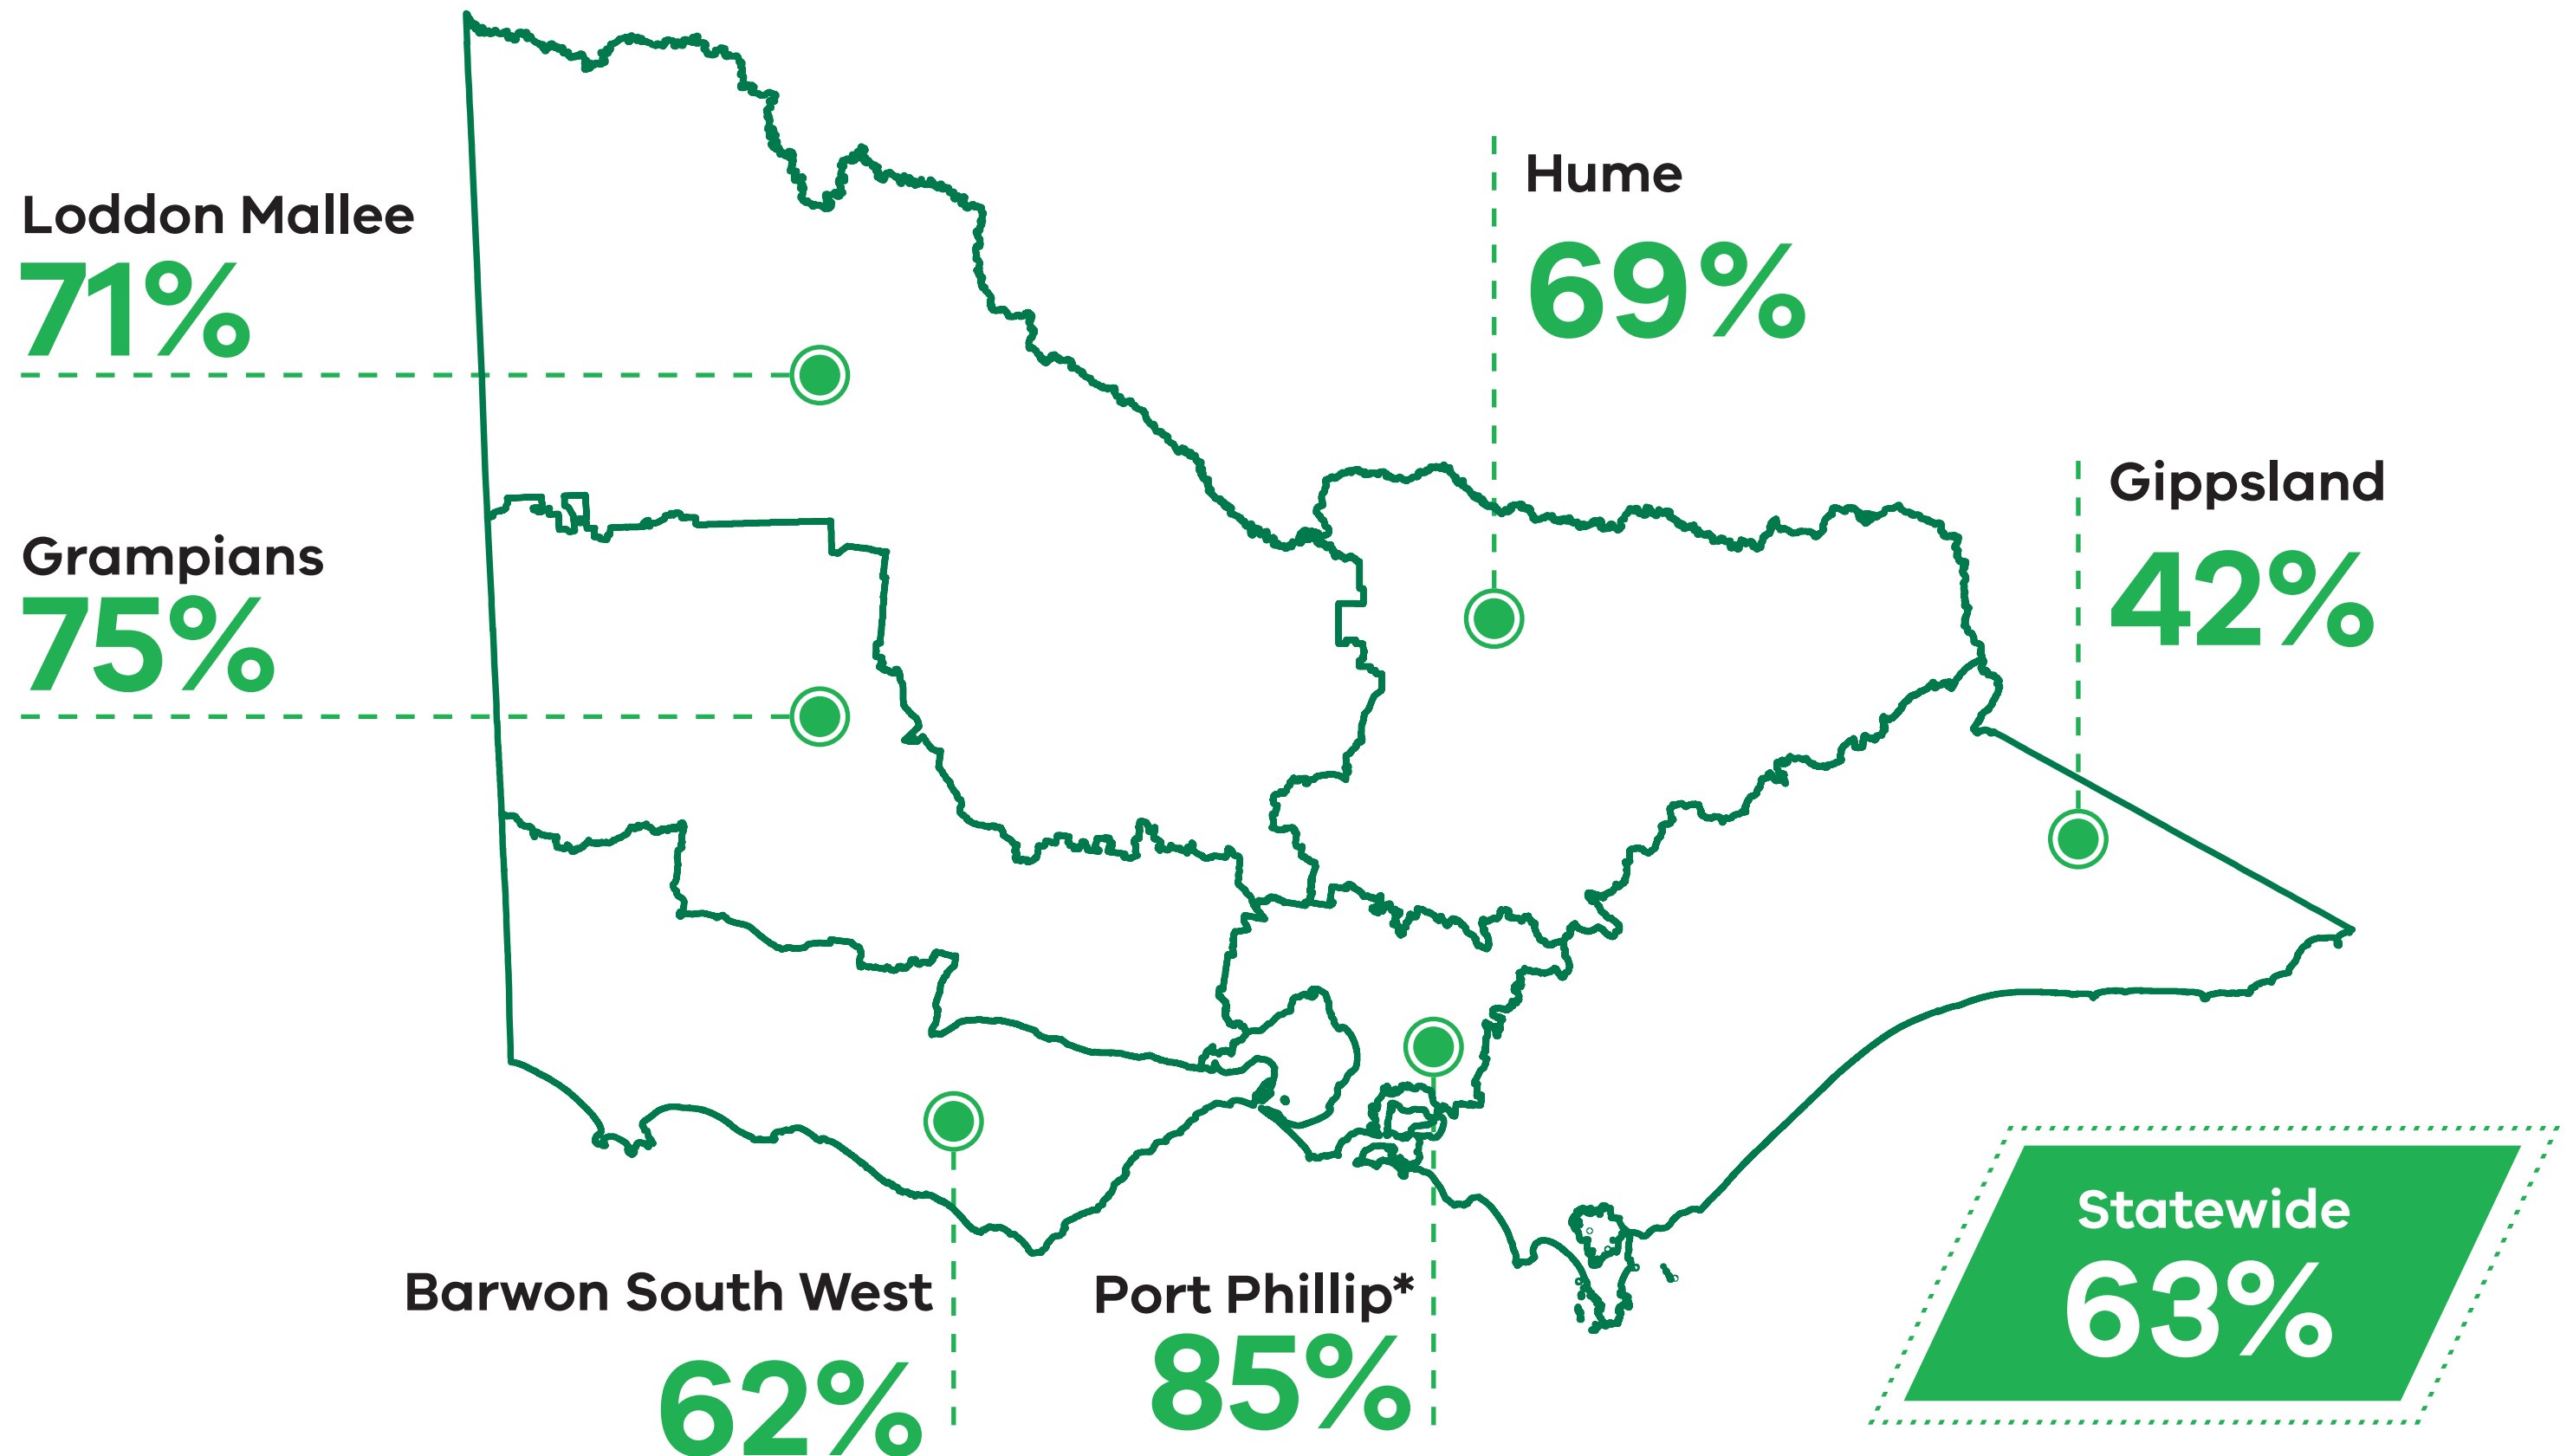 Loddon Mallee
71%
Hume
69%
Grampians
75%
Gippsland
42%
Barwon South West
62%
Port Phillip*
85%
Statewide
63%